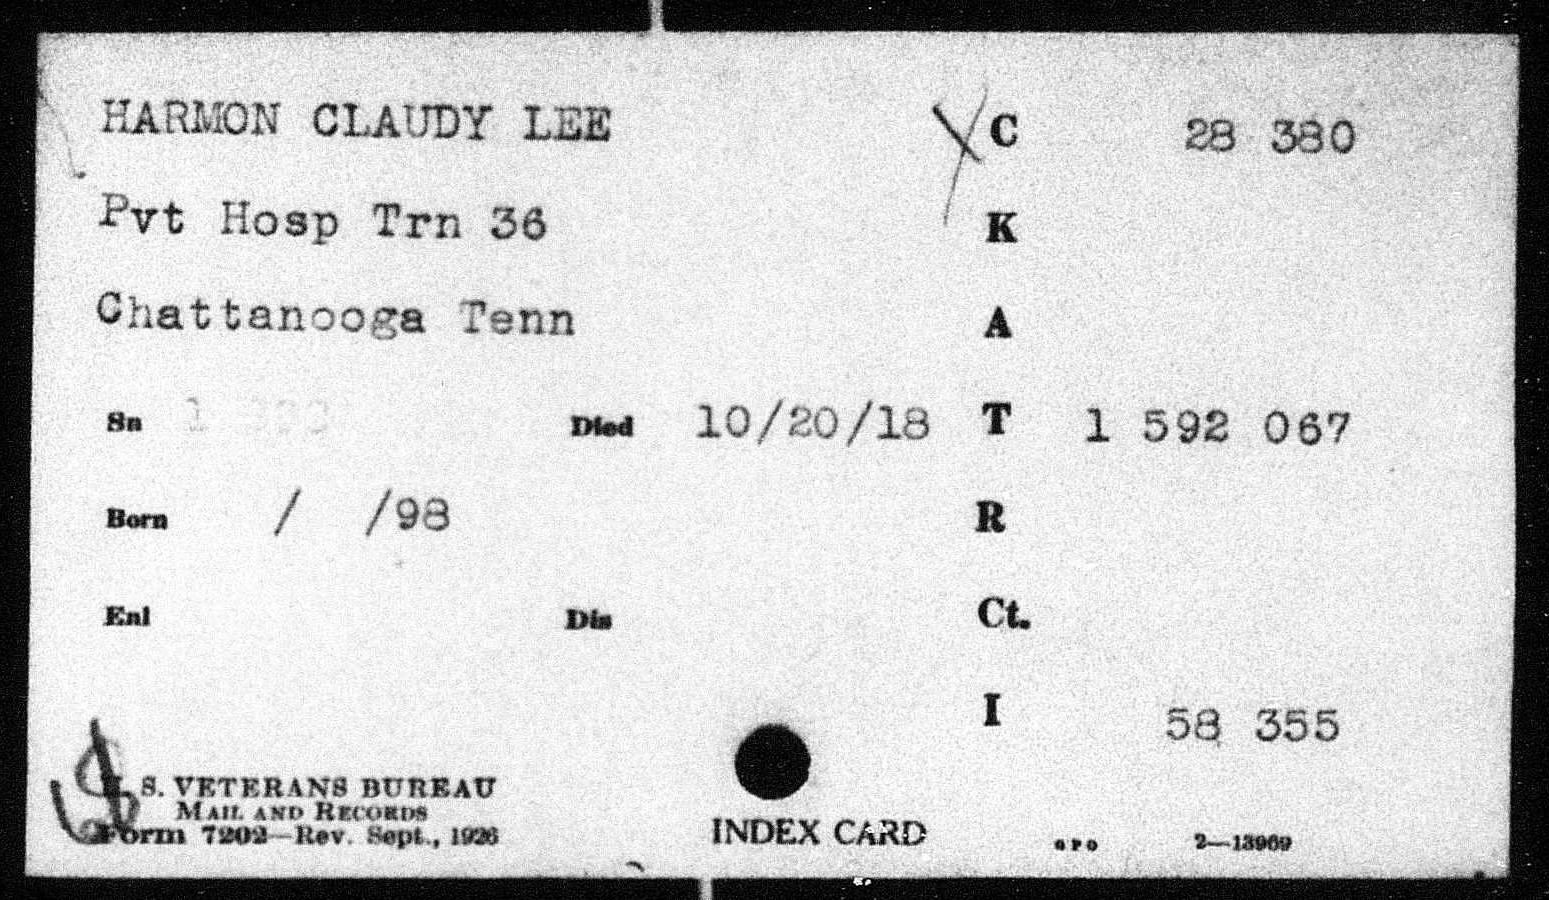 HARMON CLAUDY LEE C 28 380
Pvt Hosp Trn 36 K
Chattanooga Tenn A
Sn Died 10/20/18 T 1 592 067
Born / /98 R
Enl Dis Ct.
I 58 355
S. VETERANS BUREAU
MAIL AND RECORDS
Form 7202—Rev. Sept., 1926 INDEX CARD GPO 2—13969